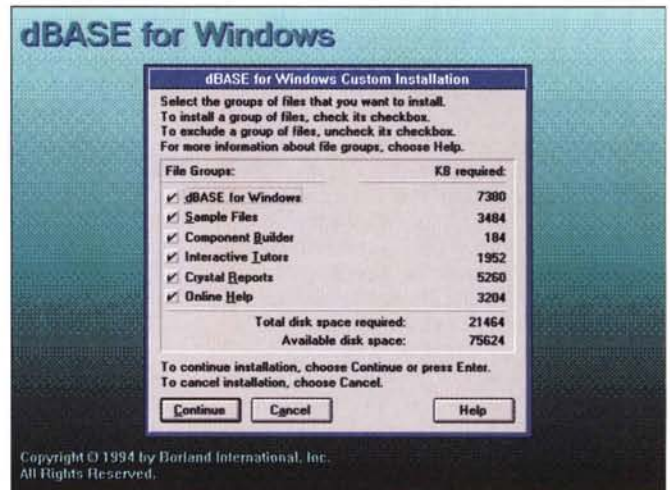 dBASE for Windows
dBASE for Windows Custom Installation
Select the groups of files that you want to install.
To install a group of files, check its checkbox.
To exclude a group of files, uncheck its checkbox.
For more information about file groups, choose Help.
File Groups: KB required:
dBASE for Windows 7380
Sample Files 3484
Component Builder 184
Interactive Tutors 1952
Crystal Reports 5260
Online Help 3204
Total disk space required: 21464
Available disk space: 75624
To continue installation, choose Continue or press Enter.
To cancel installation, choose Cancel.
Continue Cancel Help
Copyright © 1994 by Borland International, Inc.
All Rights Reserved.